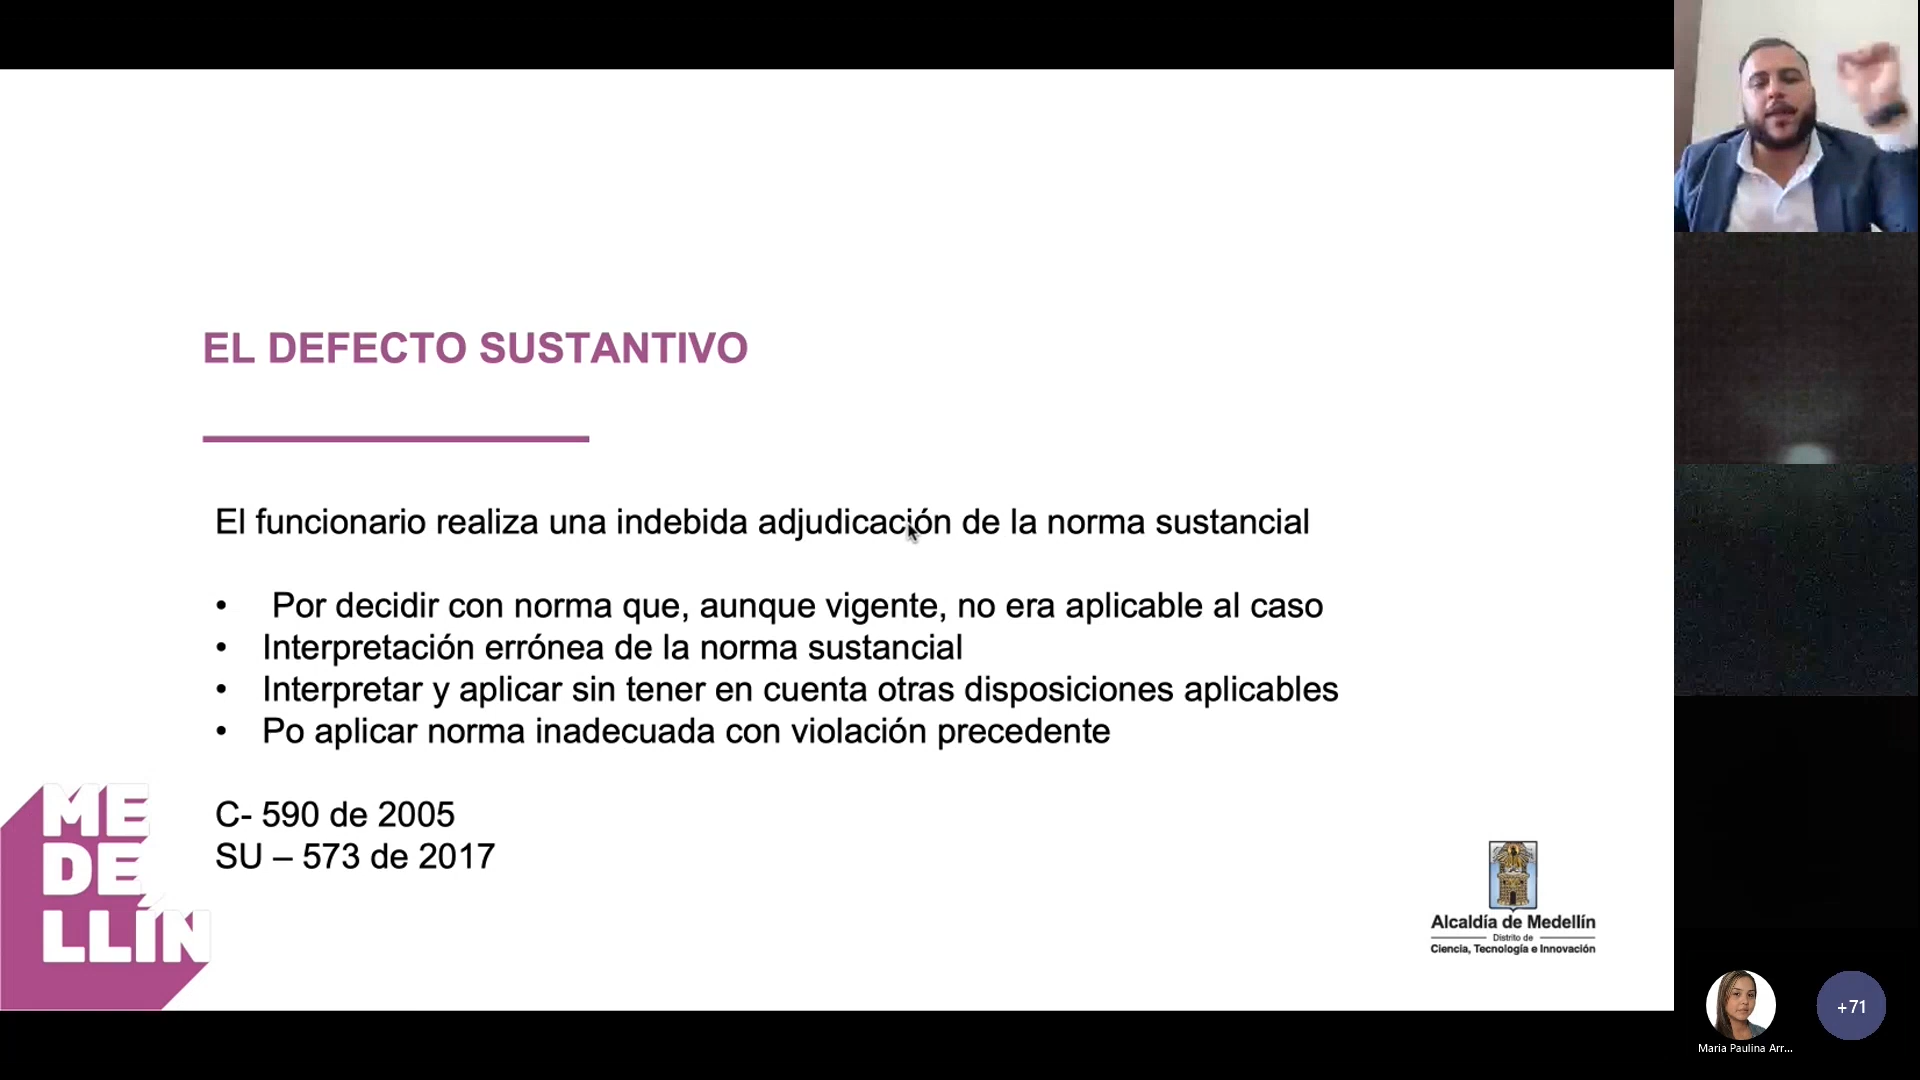 EL DEFECTO SUSTANTIVO
El funcionario realiza una indebida adjudicación de la norma sustancial
• Por decidir con norma que, aunque vigente, no era aplicable al caso
• Interpretación errónea de la norma sustancial
• Interpretar y aplicar sin tener en cuenta otras disposiciones aplicables
• Po aplicar norma inadecuada con violación precedente
C- 590 de 2005
SU – 573 de 2017
ME
DE
LLÍN
Alcaldía de Medellín
Distrito de
Ciencia, Tecnología e Innovación
+71
Maria Paulina Arr...